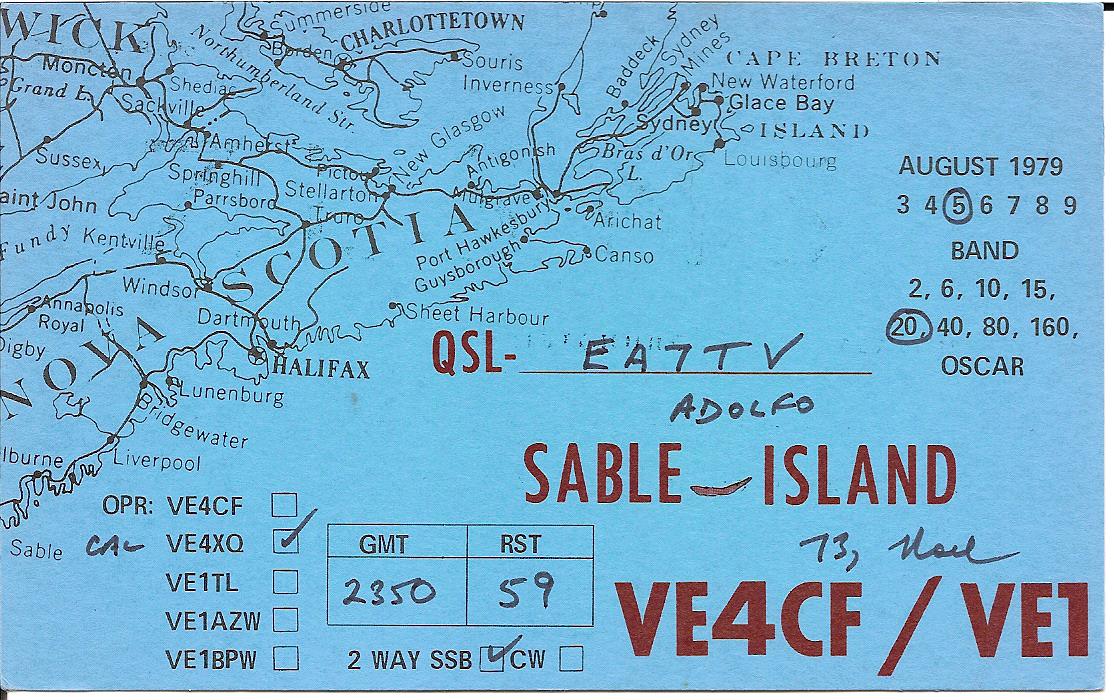 WICK
Summerside
CHARLOTTETOWN
Borden
Northumberland Str.
Souris
Inverness
Baddeck
Sydney Mines
CAPE BRETON
New Waterford
Glace Bay
Sydney
ISLAND
Bras d'Or L.
Louisbourg
Moncton
Grand L.
Shediac
Sackville
Amherst
Sussex
Springhill
Parrsboro
Pictou
Stellarton
New Glasgow
Antigonish
Mulgrave
Truro
aint John
Fundy
Kentville
Port Hawkesbury
Guysborough
Arichat
Canso
NOVA SCOTIA
Windsor
Annapolis
Royal
Dartmouth
Sheet Harbour
Digby
HALIFAX
Lunenburg
Bridgewater
lburne
Liverpool
Sable
AUGUST 1979
3 4 5 6 7 8 9
BAND
2, 6, 10, 15,
20, 40, 80, 160,
OSCAR
QSL- EA7TV
ADOLFO
SABLE ISLAND
73, Noel
VE4CF / VE1
OPR: VE4CF
CAL VE4XQ ✓
VE1TL
VE1AZW
VE1BPW
GMT RST
2350 59
2 WAY SSB ✓ CW